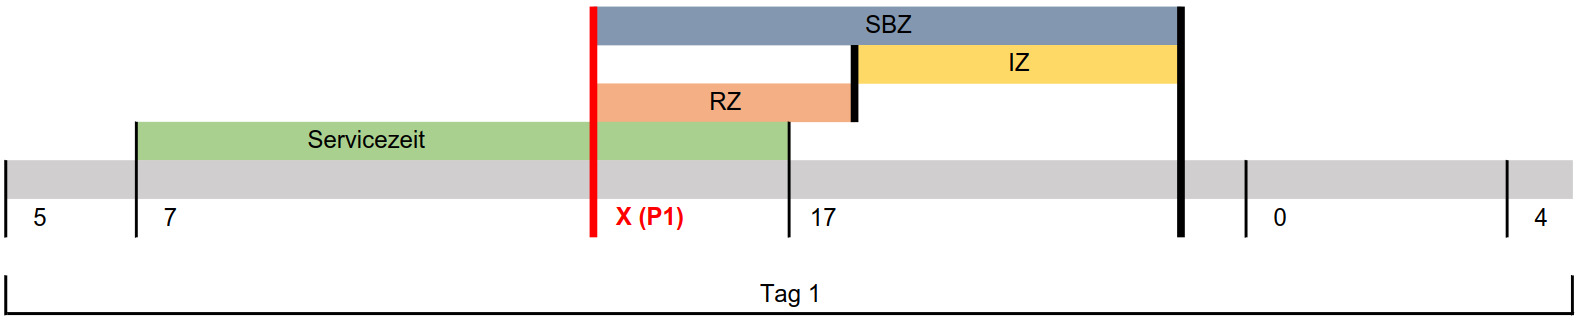 SBZ
IZ
RZ
Servicezeit
5 7 X (P1) 17 0 4
Tag 1